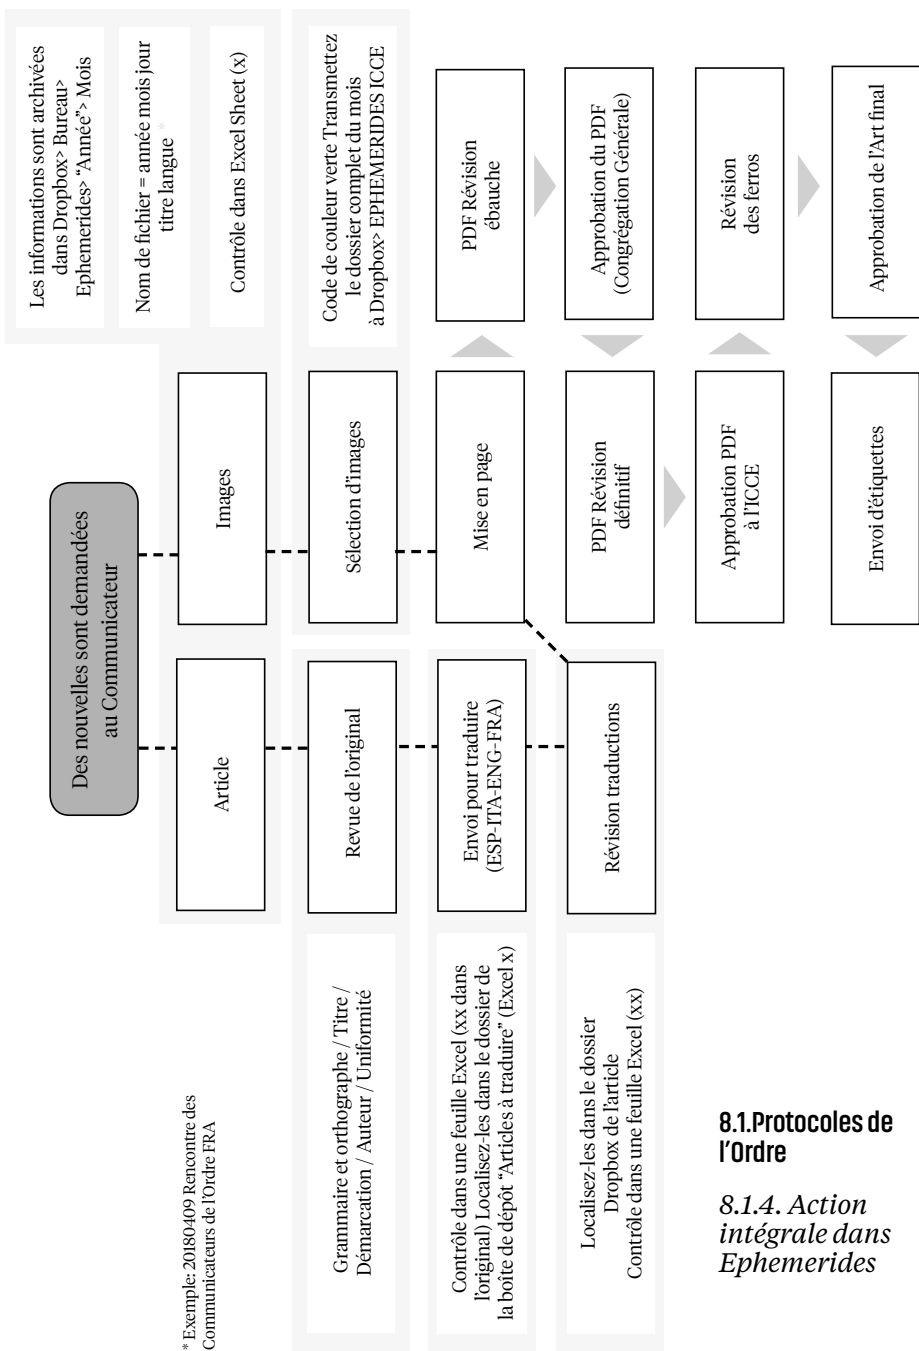 8.1.Protocoles de
l'Ordre
8.1.4. Action
intégrale dans
Ephemerides
Des nouvelles sont demandées
au Communicateur
Article
Images
Les informations sont archivées
dans Dropbox> Bureau>
Ephemerides> “Année”> Mois
Nom de fichier = année mois jour
titre langue *
Contrôle dans Excel Sheet (x)
* Exemple: 20180409 Rencontre des
Communicateurs de l'Ordre FRA
Grammaire et orthographe / Titre /
Démarcation / Auteur / Uniformité
Revue de l'original
Sélection d'images
Code de couleur verte Transmettez
le dossier complet du mois
à Dropbox> EPHEMERIDES ICCE
Contrôle dans une feuille Excel (xx dans
l'original) Localisez-les dans le dossier de
la boîte de dépôt “Articles à traduire” (Excel x)
Envoi pour traduire
(ESP-ITA-ENG-FRA)
Mise en page
PDF Révision
ébauche
Localisez-les dans le dossier
Dropbox de l'article
Contrôle dans une feuille Excel (xx)
Révision traductions
PDF Révision
définitif
Approbation du PDF
(Congrégation Générale)
Approbation PDF
à l'ICCE
Révision
des ferros
Envoi d'étiquettes
Approbation de l'Art final